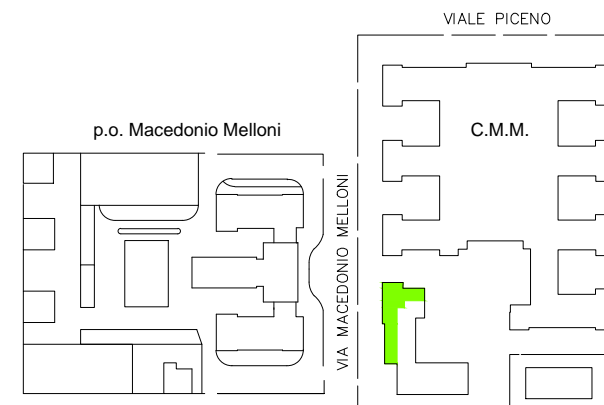 VIALE PICENO
p.o. Macedonio Melloni
C.M.M.
VIA MACEDONIO MELLONI